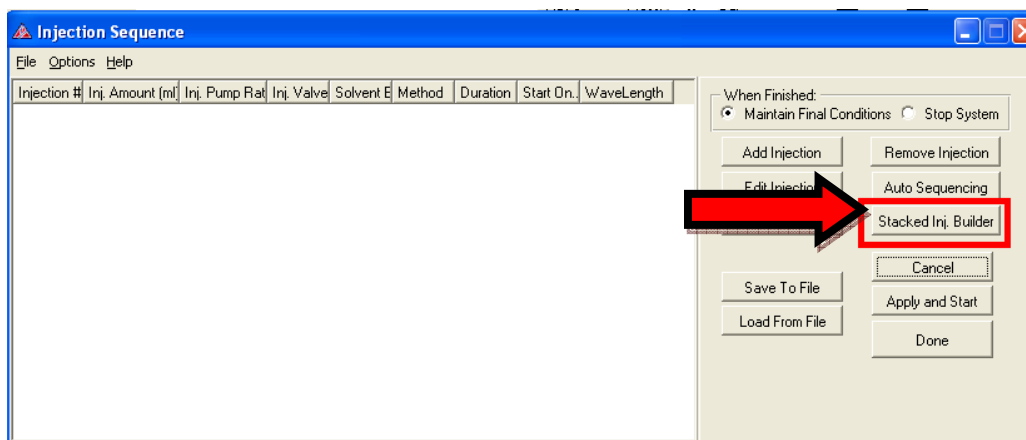 Injection Sequence
File Options Help
Injection # Inj. Amount (ml) Inj. Pump Rat Inj. Valve Solvent E Method Duration Start On.. WaveLength
When Finished:
Maintain Final Conditions Stop System
Add Injection Remove Injection
Edit Injection Auto Sequencing
Stacked Inj. Builder
Cancel
Save To File
Apply and Start
Load From File
Done